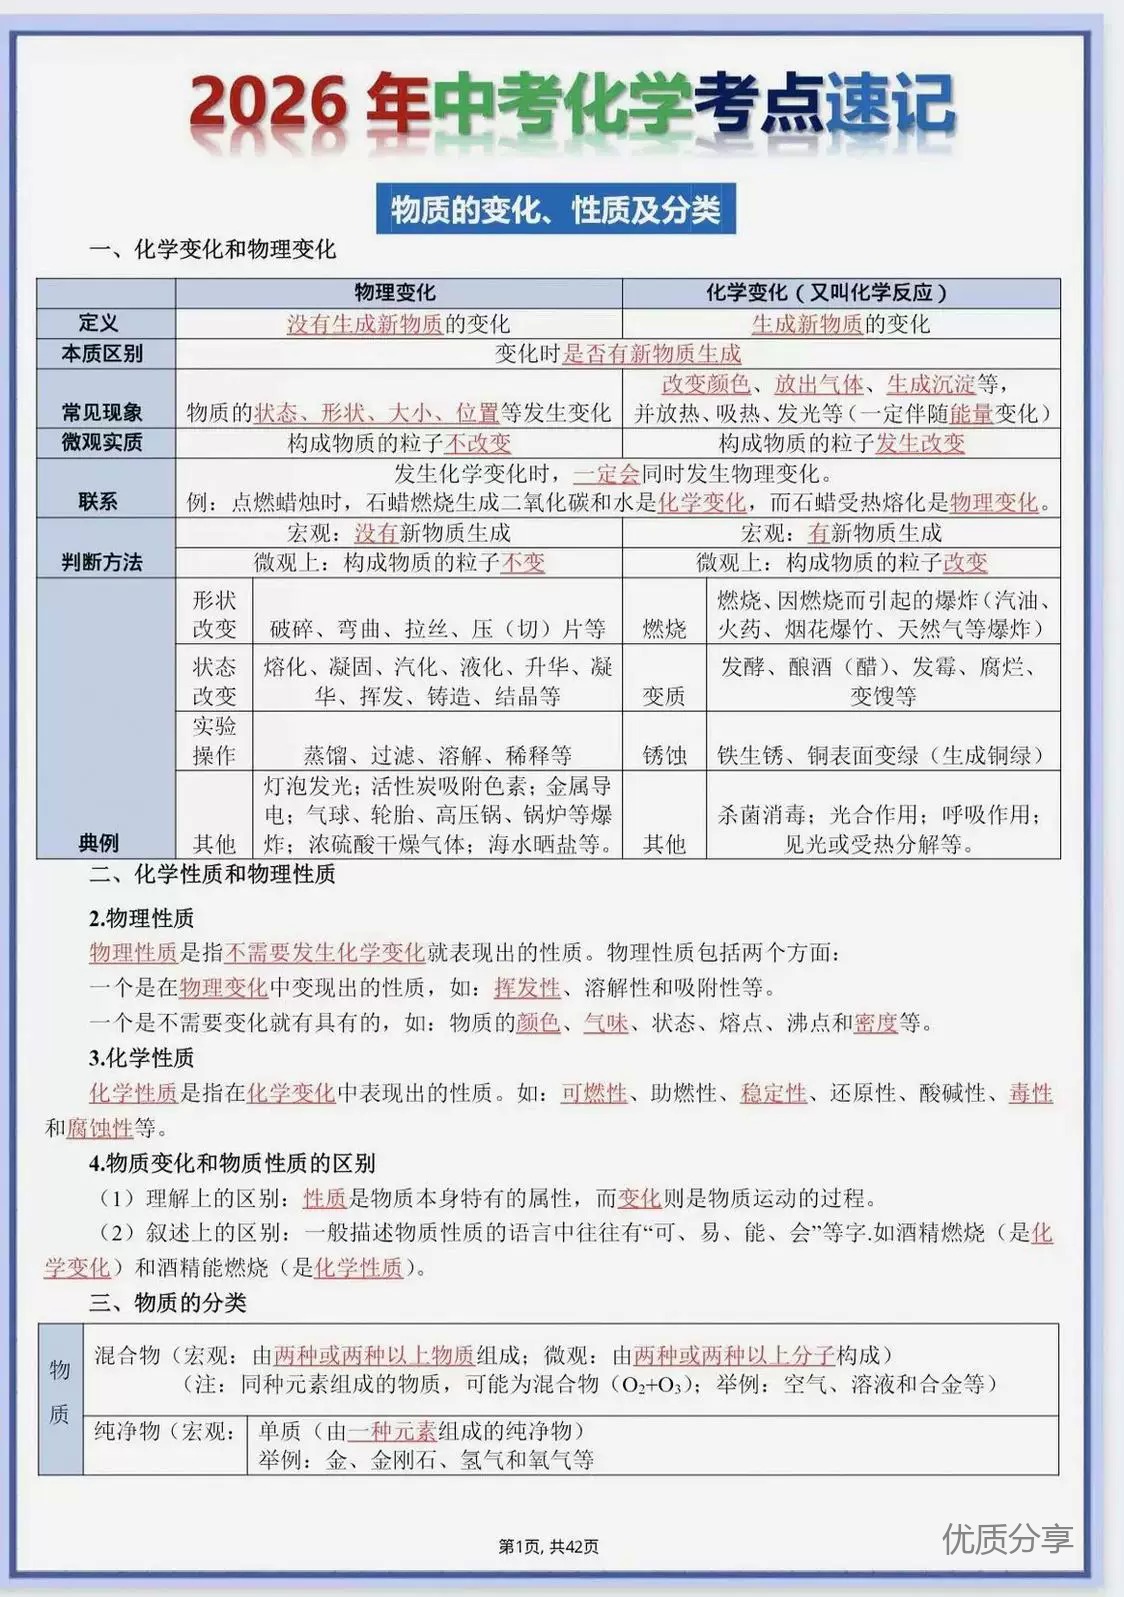 2026 年中考化学考点速记
物质的变化、性质及分类
一、化学变化和物理变化
物理变化
化学变化（又叫化学反应）
定义
没有生成新物质的变化
生成新物质的变化
本质区别
变化时是否有新物质生成
常见现象
物质的状态、形状、大小、位置等发生变化
改变颜色、放出气体、生成沉淀等，
并放热、吸热、发光等（一定伴随能量变化）
微观实质
构成物质的粒子不改变
构成物质的粒子发生改变
联系
发生化学变化时，一定会同时发生物理变化。
例：点燃蜡烛时，石蜡燃烧生成二氧化碳和水是化学变化，而石蜡受热熔化是物理变化。
判断方法
宏观：没有新物质生成
宏观：有新物质生成
微观上：构成物质的粒子不变
微观上：构成物质的粒子改变
典例
形状
改变
破碎、弯曲、拉丝、压（切）片等
燃烧
燃烧、因燃烧而引起的爆炸（汽油、
火药、烟花爆竹、天然气等爆炸）
状态
改变
熔化、凝固、汽化、液化、升华、凝
华、挥发、铸造、结晶等
变质
发酵、酿酒（醋）、发霉、腐烂、
变馊等
实验
操作
蒸馏、过滤、溶解、稀释等
锈蚀
铁生锈、铜表面变绿（生成铜绿）
其他
灯泡发光；活性炭吸附色素；金属导
电；气球、轮胎、高压锅、锅炉等爆
炸；浓硫酸干燥气体；海水晒盐等。
其他
杀菌消毒；光合作用；呼吸作用；
见光或受热分解等。
二、化学性质和物理性质
2.物理性质
物理性质是指不需要发生化学变化就表现出的性质。物理性质包括两个方面：
一个是在物理变化中变现出的性质，如：挥发性、溶解性和吸附性等。
一个是不需要变化就有具有的，如：物质的颜色、气味、状态、熔点、沸点和密度等。
3.化学性质
化学性质是指在化学变化中表现出的性质。如：可燃性、助燃性、稳定性、还原性、酸碱性、毒性
和腐蚀性等。
4.物质变化和物质性质的区别
（1）理解上的区别：性质是物质本身特有的属性，而变化则是物质运动的过程。
（2）叙述上的区别：一般描述物质性质的语言中往往有“可、易、能、会”等字.如酒精燃烧（是化
学变化）和酒精能燃烧（是化学性质）。
三、物质的分类
物
质
混合物（宏观：由两种或两种以上物质组成；微观：由两种或两种以上分子构成）
（注：同种元素组成的物质，可能为混合物（O₂+O₃）；举例：空气、溶液和合金等）
纯净物（宏观：
单质（由一种元素组成的纯净物）
举例：金、金刚石、氢气和氧气等
第1页, 共42页
优质分享